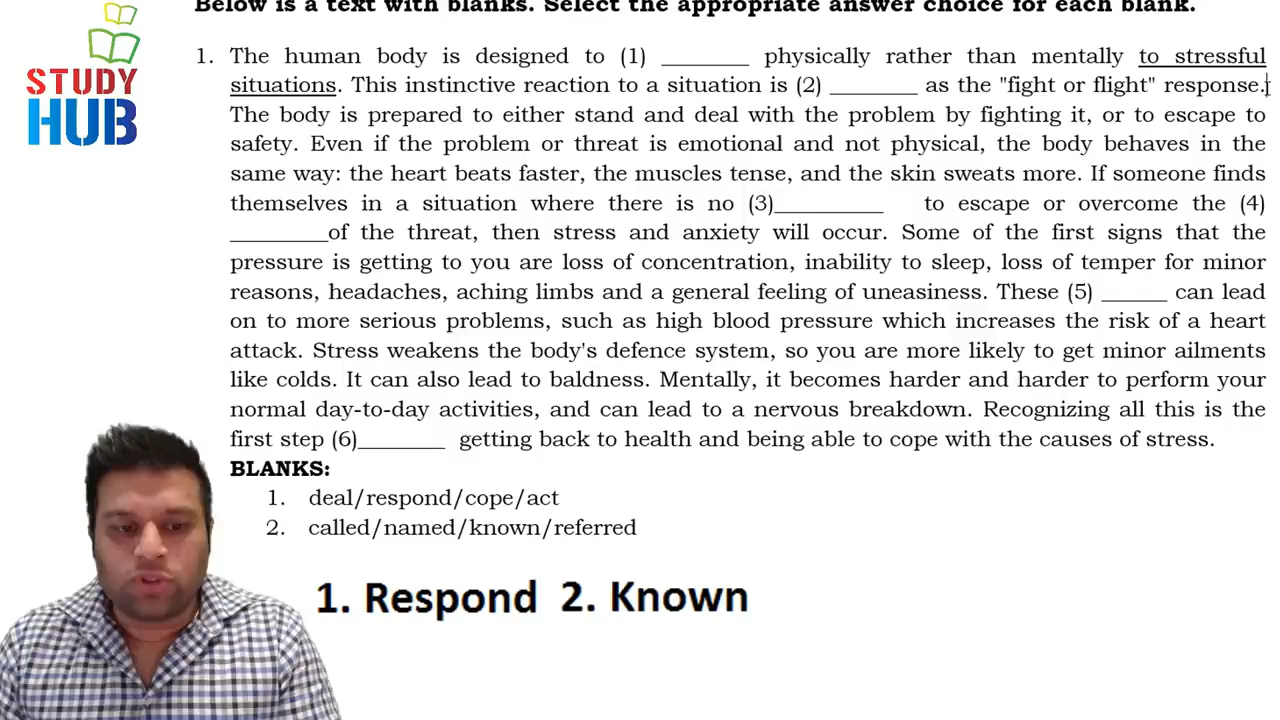 Below is a text with blanks. Select the appropriate answer choice for each blank.
STUDY
HUB
1. The human body is designed to (1) ________ physically rather than mentally to stressful
situations. This instinctive reaction to a situation is (2) ________ as the "fight or flight" response.
The body is prepared to either stand and deal with the problem by fighting it, or to escape to
safety. Even if the problem or threat is emotional and not physical, the body behaves in the
same way: the heart beats faster, the muscles tense, and the skin sweats more. If someone finds
themselves in a situation where there is no (3)__________ to escape or overcome the (4)
_________of the threat, then stress and anxiety will occur. Some of the first signs that the
pressure is getting to you are loss of concentration, inability to sleep, loss of temper for minor
reasons, headaches, aching limbs and a general feeling of uneasiness. These (5) ______ can lead
on to more serious problems, such as high blood pressure which increases the risk of a heart
attack. Stress weakens the body's defence system, so you are more likely to get minor ailments
like colds. It can also lead to baldness. Mentally, it becomes harder and harder to perform your
normal day-to-day activities, and can lead to a nervous breakdown. Recognizing all this is the
first step (6)________ getting back to health and being able to cope with the causes of stress.
BLANKS:
1. deal/respond/cope/act
2. called/named/known/referred
1. Respond 2. Known